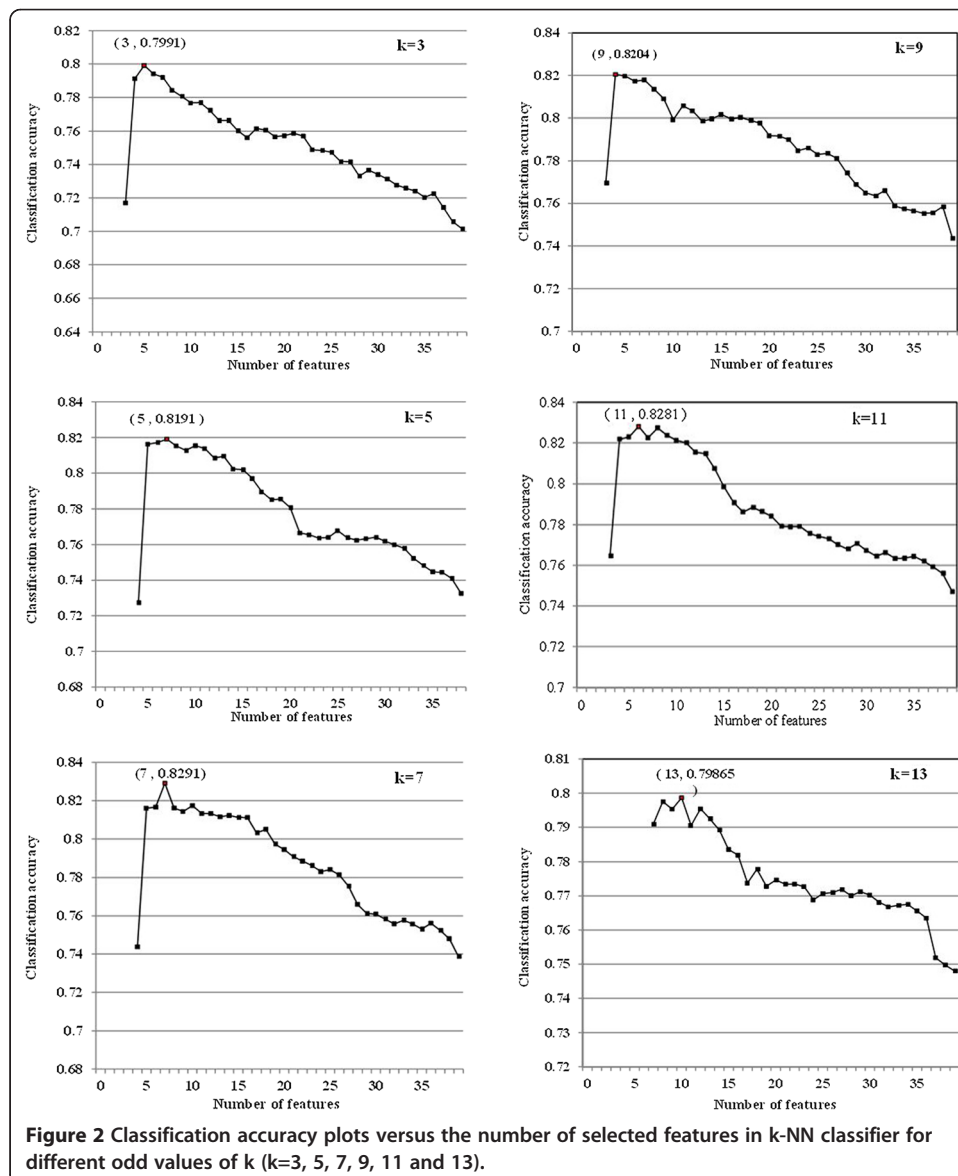 0.82
0.8
0.78
0.76
0.74
0.72
0.7
0.68
0.66
0.64
Classification accuracy
( 3 , 0.7991)
k=3
0 5 10 15 20 25 30 35
Number of features
0.84
0.82
0.8
0.78
0.76
0.74
0.72
0.7
Classification accuracy
(9 ,0.8204)
k=9
0 5 10 15 20 25 30 35
Number of features
0.84
0.82
0.8
0.78
0.76
0.74
0.72
0.7
0.68
Classification accuracy
( 5 , 0.8191 )
k=5
0 5 10 15 20 25 30 35
Number of features
0.84
0.82
0.8
0.78
0.76
0.74
0.72
0.7
Classification accuracy
( 11 , 0.8281)
k=11
0 5 10 15 20 25 30 35
Number of features
0.84
0.82
0.8
0.78
0.76
0.74
0.72
0.7
0.68
Classification accuracy
(7 , 0.8291)
k=7
0 5 10 15 20 25 30 35
Number of features
0.81
0.8
0.79
0.78
0.77
0.76
0.75
0.74
0.73
0.72
Classification accuracy
( 13, 0.79865
)
k=13
0 5 10 15 20 25 30 35
Number of features
Figure 2 Classification accuracy plots versus the number of selected features in k-NN classifier for
different odd values of k (k=3, 5, 7, 9, 11 and 13).